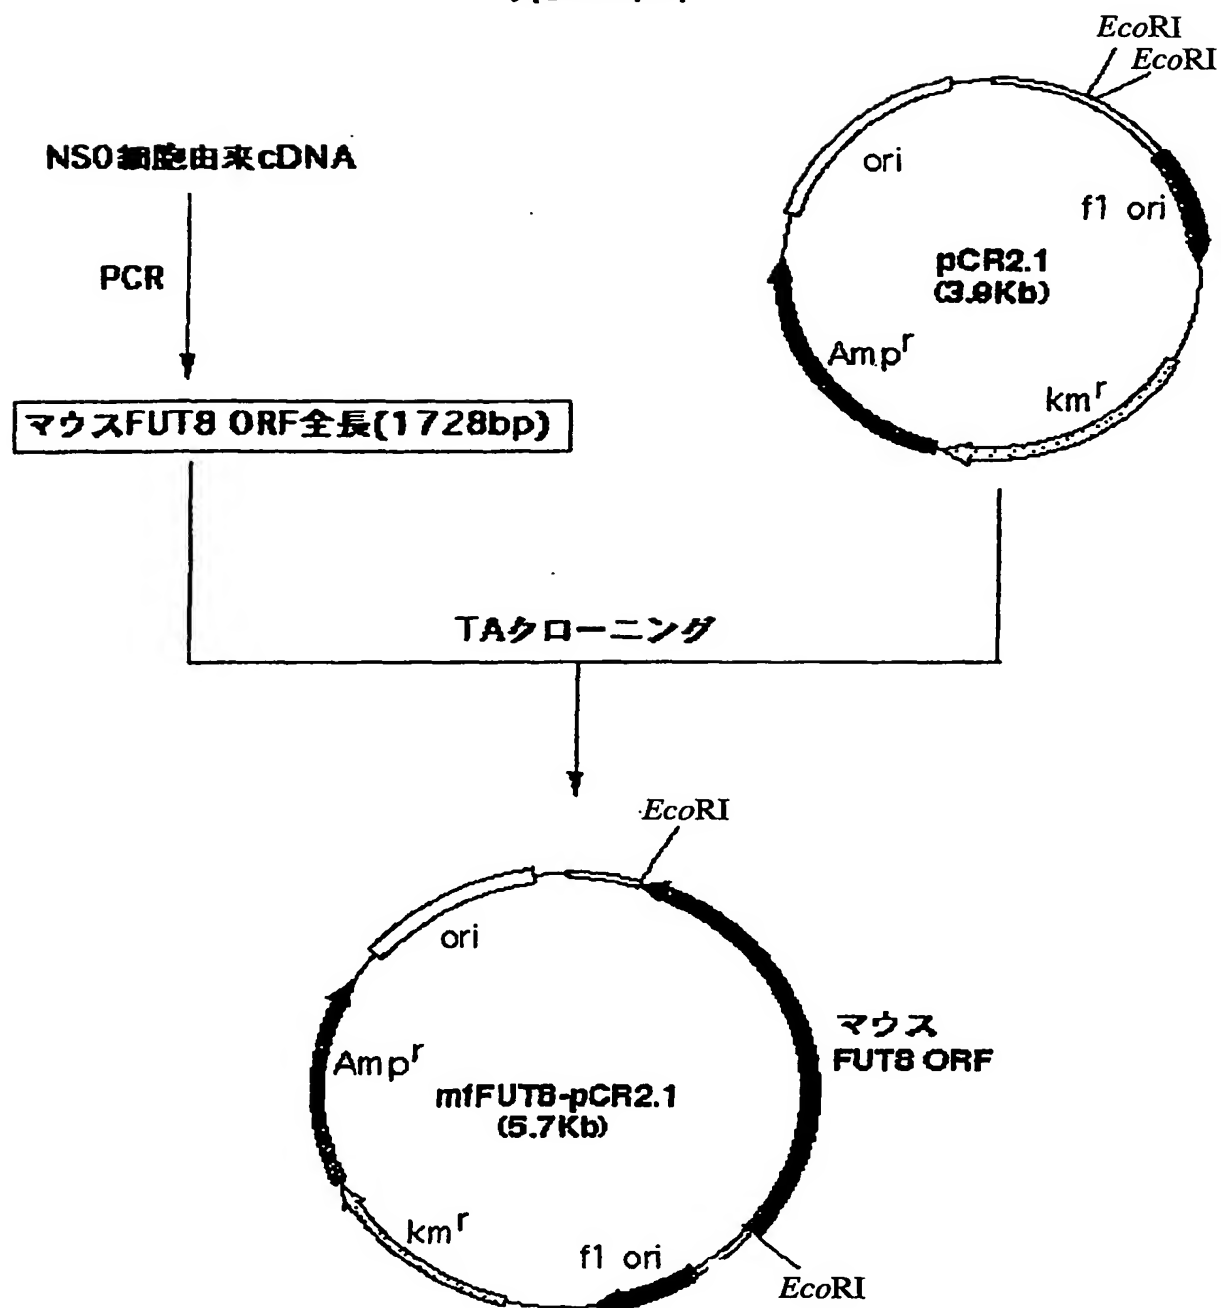 EcoRI
EcoRI
NS0細胞由来cDNA
ori
f1 ori
PCR
pCR2.1
(3.9Kb)
Ampr
kmr
マウスFUT8 ORF全長(1728bp)
TAクローニング
EcoRI
ori
マウス
FUT8 ORF
Ampr
mfFUT8-pCR2.1
(5.7Kb)
kmr
f1 ori
EcoRI